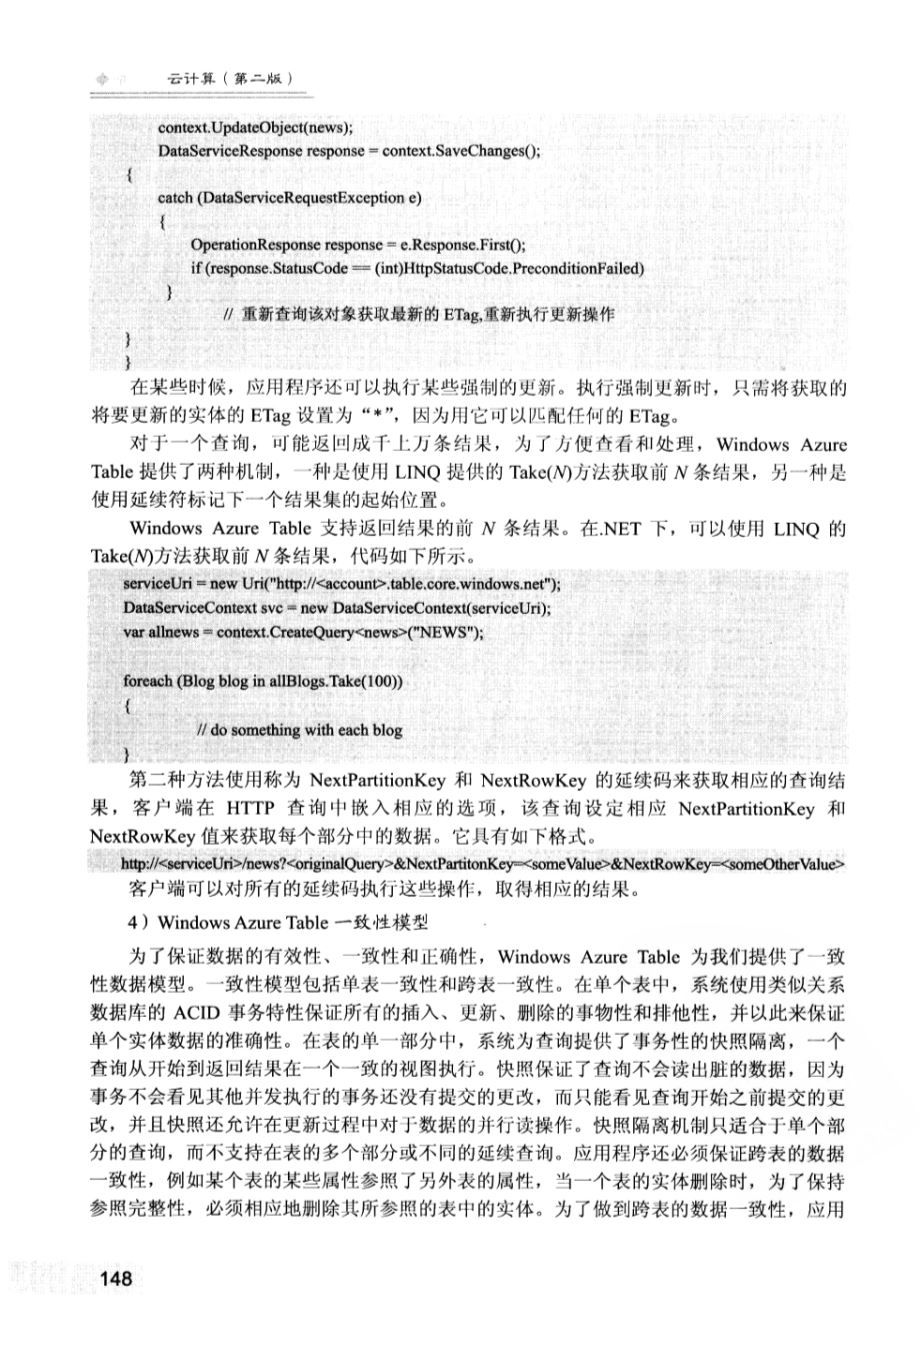 云计算（第二版）
context.UpdateObject(news);
DataServiceResponse response = context.SaveChanges();
{
catch (DataServiceRequestException e)
{
OperationResponse response = e.Response.First();
if (response.StatusCode == (int)HttpStatusCode.PreconditionFailed)
}
// 重新查询该对象获取最新的 ETag,重新执行更新操作
}
}
在某些时候，应用程序还可以执行某些强制的更新。执行强制更新时，只需将获取的
将要更新的实体的 ETag 设置为“*”，因为用它可以匹配任何的 ETag。
对于一个查询，可能返回成千上万条结果，为了方便查看和处理，Windows Azure
Table 提供了两种机制，一种是使用 LINQ 提供的 Take(N)方法获取前 N 条结果，另一种是
使用延续符标记下一个结果集的起始位置。
Windows Azure Table 支持返回结果的前 N 条结果。在.NET 下，可以使用 LINQ 的
Take(N)方法获取前 N 条结果，代码如下所示。
serviceUri = new Uri("http://<account>.table.core.windows.net");
DataServiceContext svc = new DataServiceContext(serviceUri);
var allnews = context.CreateQuery<news>("NEWS");
foreach (Blog blog in allBlogs.Take(100))
{
// do something with each blog
}
第二种方法使用称为 NextPartitionKey 和 NextRowKey 的延续码来获取相应的查询结
果，客户端在 HTTP 查询中嵌入相应的选项，该查询设定相应 NextPartitionKey 和
NextRowKey 值来获取每个部分中的数据。它具有如下格式。
http://<serviceUri>/news?<originalQuery>&NextPartitonKey=<someValue>&NextRowKey=<someOtherValue>
客户端可以对所有的延续码执行这些操作，取得相应的结果。
4）Windows Azure Table 一致性模型
为了保证数据的有效性、一致性和正确性，Windows Azure Table 为我们提供了一致
性数据模型。一致性模型包括单表一致性和跨表一致性。在单个表中，系统使用类似关系
数据库的 ACID 事务特性保证所有的插入、更新、删除的事物性和排他性，并以此来保证
单个实体数据的准确性。在表的单一部分中，系统为查询提供了事务性的快照隔离，一个
查询从开始到返回结果在一个一致的视图执行。快照保证了查询不会读出脏的数据，因为
事务不会看见其他并发执行的事务还没有提交的更改，而只能看见查询开始之前提交的更
改，并且快照还允许在更新过程中对于数据的并行读操作。快照隔离机制只适合于单个部
分的查询，而不支持在表的多个部分或不同的延续查询。应用程序还必须保证跨表的数据
一致性，例如某个表的某些属性参照了另外表的属性，当一个表的实体删除时，为了保持
参照完整性，必须相应地删除其所参照的表中的实体。为了做到跨表的数据一致性，应用
148